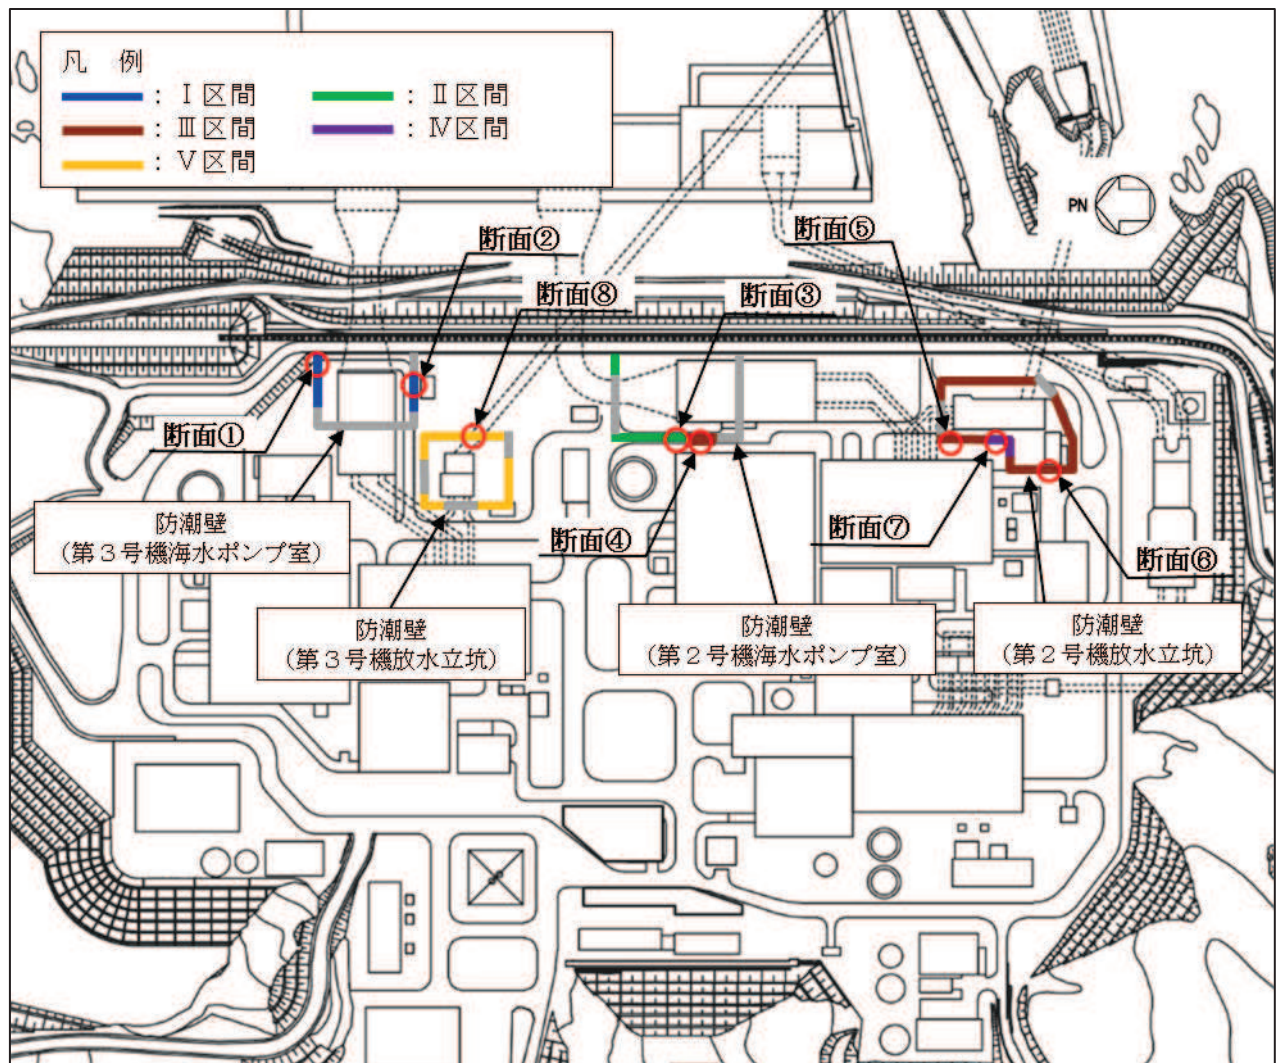 凡 例
：Ⅰ区間
：Ⅱ区間
：Ⅲ区間
：Ⅳ区間
：Ⅴ区間
PN
断面②
断面⑤
断面⑧
断面③
断面①
防潮壁
(第３号機海水ポンプ室)
断面④
断面⑦
断面⑥
防潮壁
(第３号機放水立坑)
防潮壁
(第２号機海水ポンプ室)
防潮壁
(第２号機放水立坑)